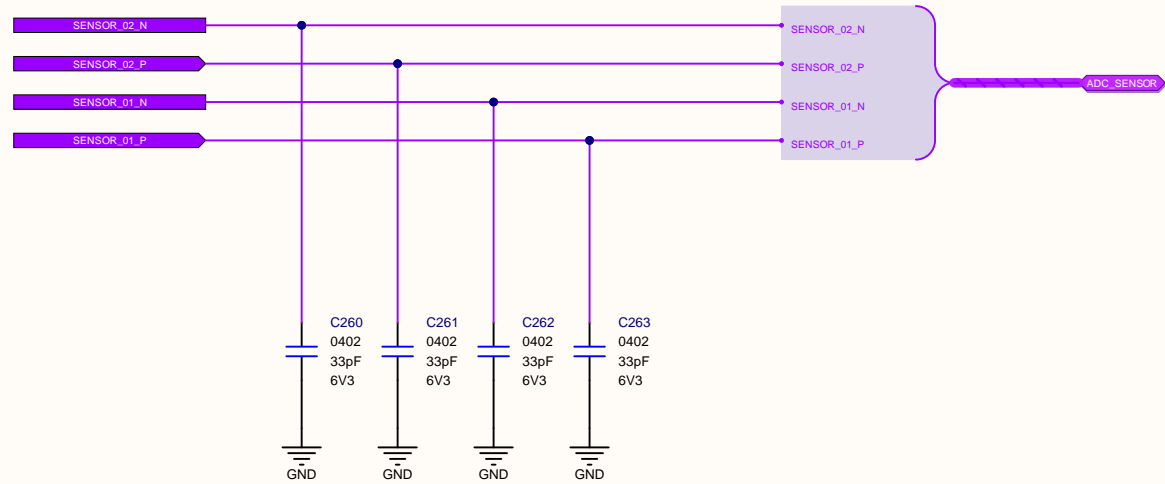 SENSOR_02_N
SENSOR_02_P
SENSOR_01_N
SENSOR_01_P
SENSOR_02_N
SENSOR_02_P
SENSOR_01_N
SENSOR_01_P
ADC_SENSOR
C260
0402
33pF
6V3
C261
0402
33pF
6V3
C262
0402
33pF
6V3
C263
0402
33pF
6V3
GND
GND
GND
GND